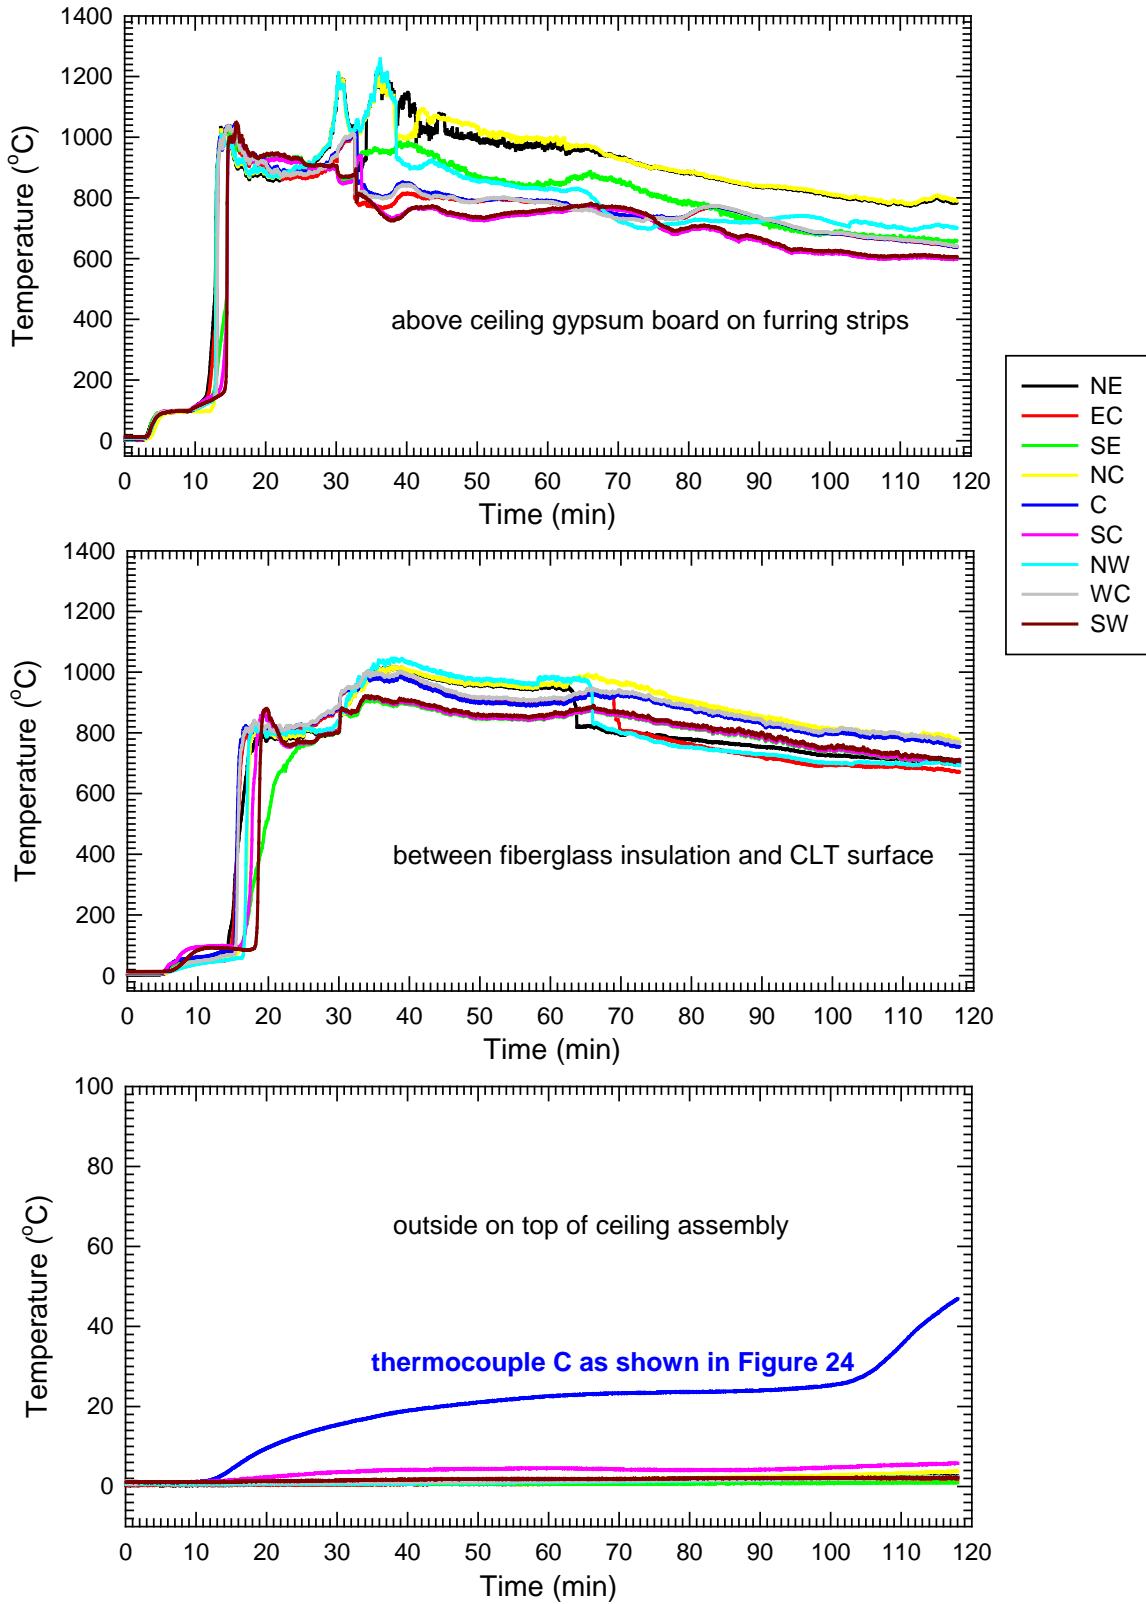 1400
1200
1000
800
600
400
200
0
Temperature (°C)
above ceiling gypsum board on furring strips
0 10 20 30 40 50 60 70 80 90 100 110 120
Time (min)
NE
EC
SE
NC
C
SC
NW
WC
SW
1400
1200
1000
800
600
400
200
0
Temperature (°C)
between fiberglass insulation and CLT surface
0 10 20 30 40 50 60 70 80 90 100 110 120
Time (min)
100
80
60
40
20
0
Temperature (°C)
outside on top of ceiling assembly
thermocouple C as shown in Figure 24
0 10 20 30 40 50 60 70 80 90 100 110 120
Time (min)